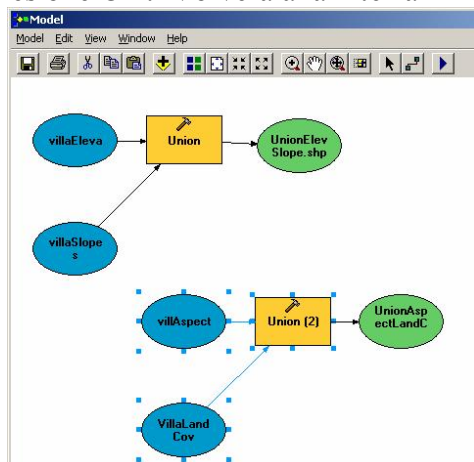 Model
Model Edit View Window Help
villaEleva
Union
UnionElev
Slope.shp
villaSlope
s
villAspect
Union (2)
UnionAsp
ectLandC
VillaLand
Cov